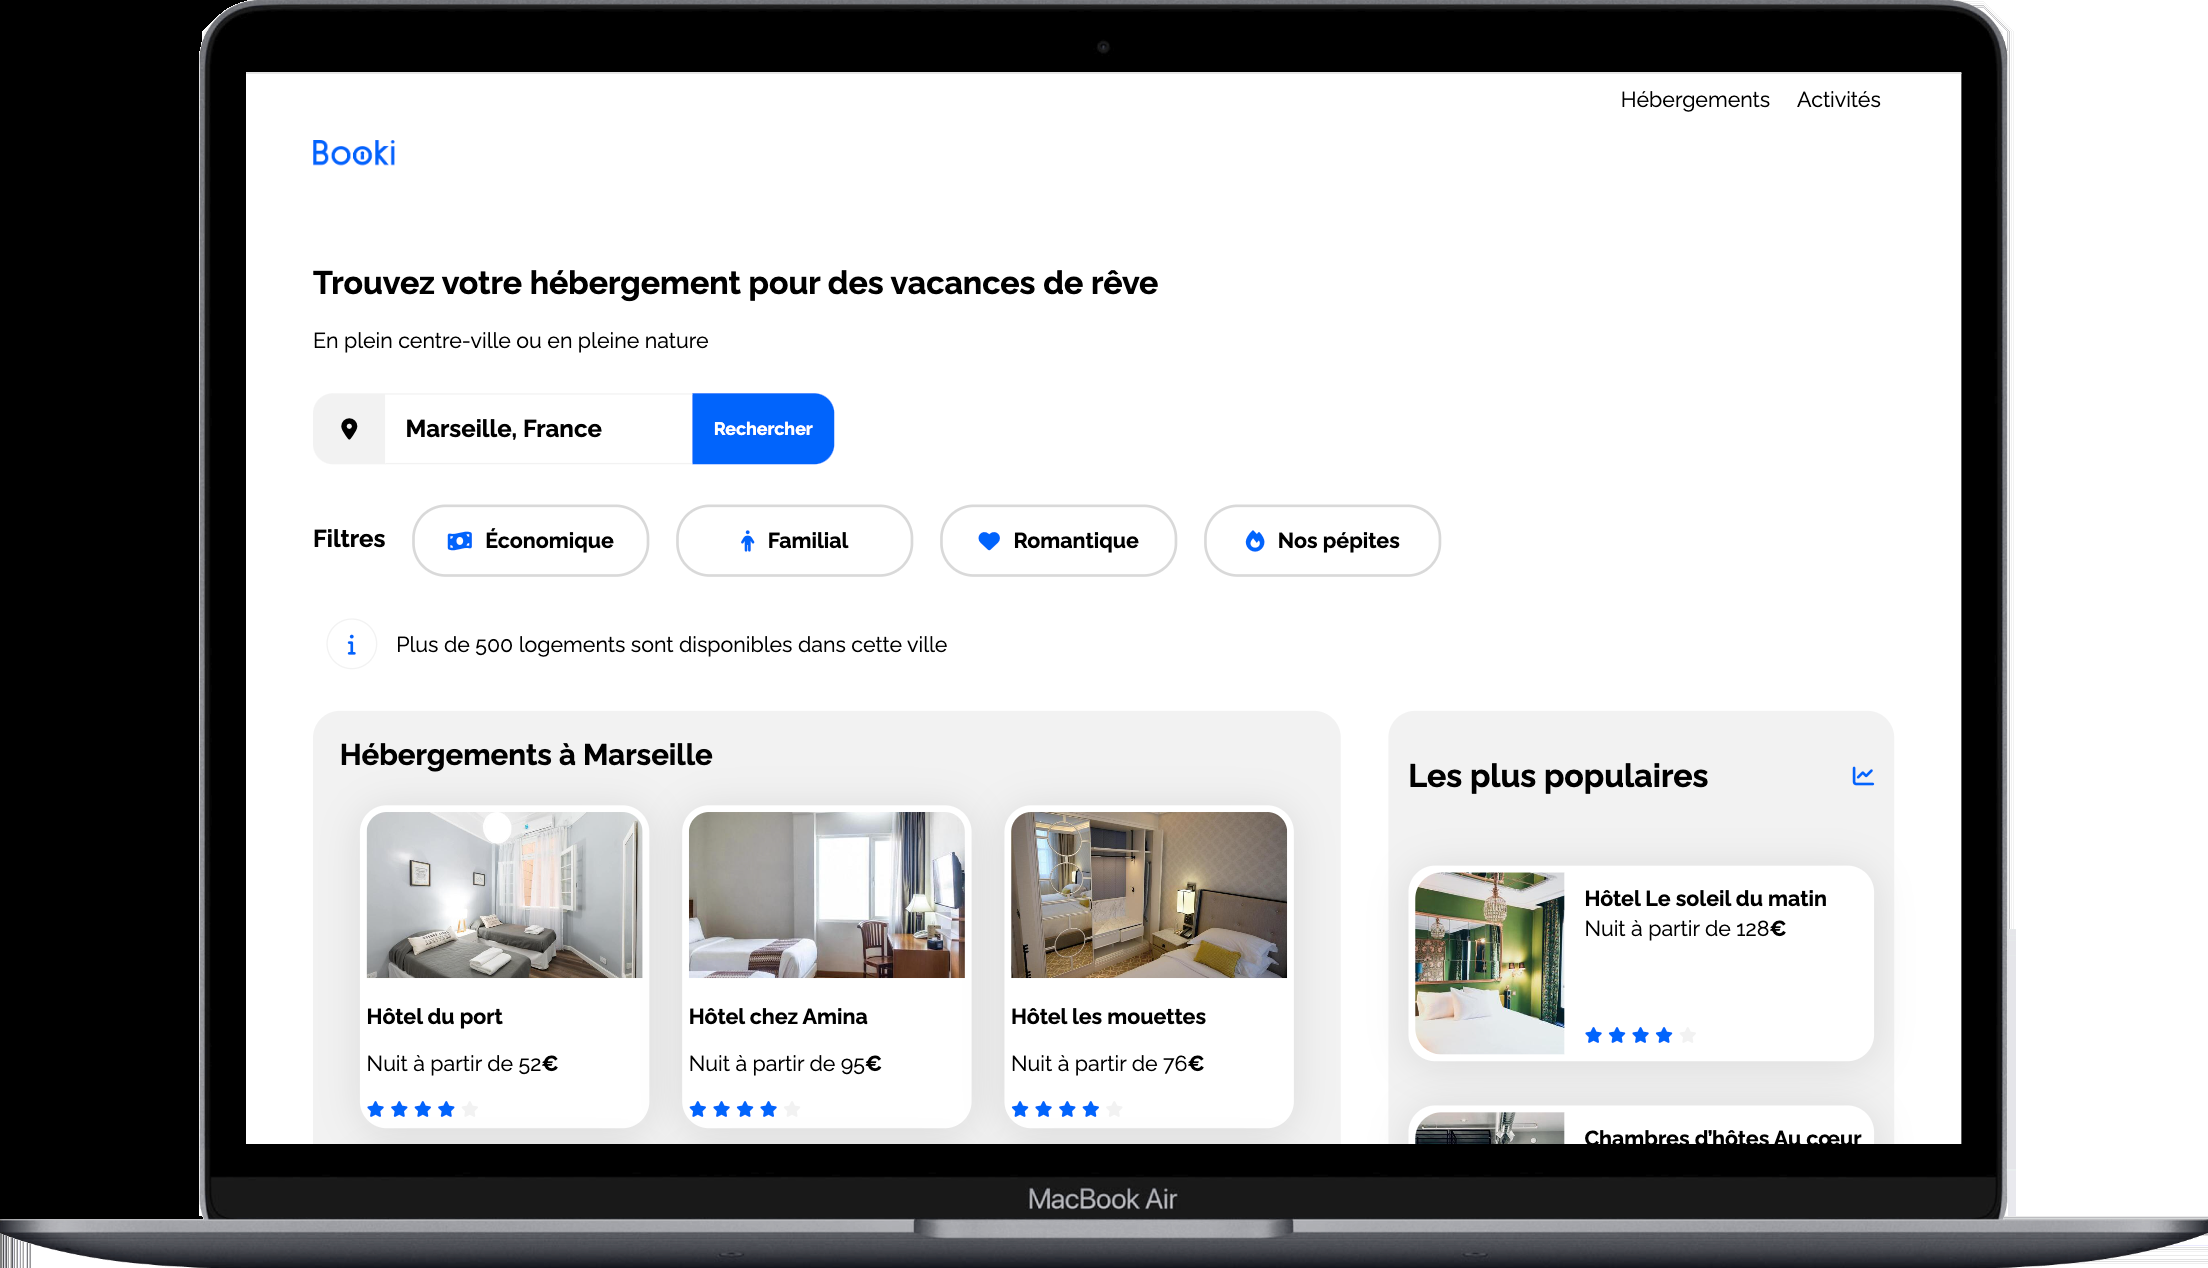 Hébergements Activités
Booki
Trouvez votre hébergement pour des vacances de rêve
En plein centre-ville ou en pleine nature
Marseille, France Rechercher
Filtres Économique Familial Romantique Nos pépites
i Plus de 500 logements sont disponibles dans cette ville
Hébergements à Marseille
Hôtel du port
Nuit à partir de 52€
Hôtel chez Amina
Nuit à partir de 95€
Hôtel les mouettes
Nuit à partir de 76€
Les plus populaires
Hôtel Le soleil du matin
Nuit à partir de 128€
Chambres d'hôtes Au cœur
MacBook Air